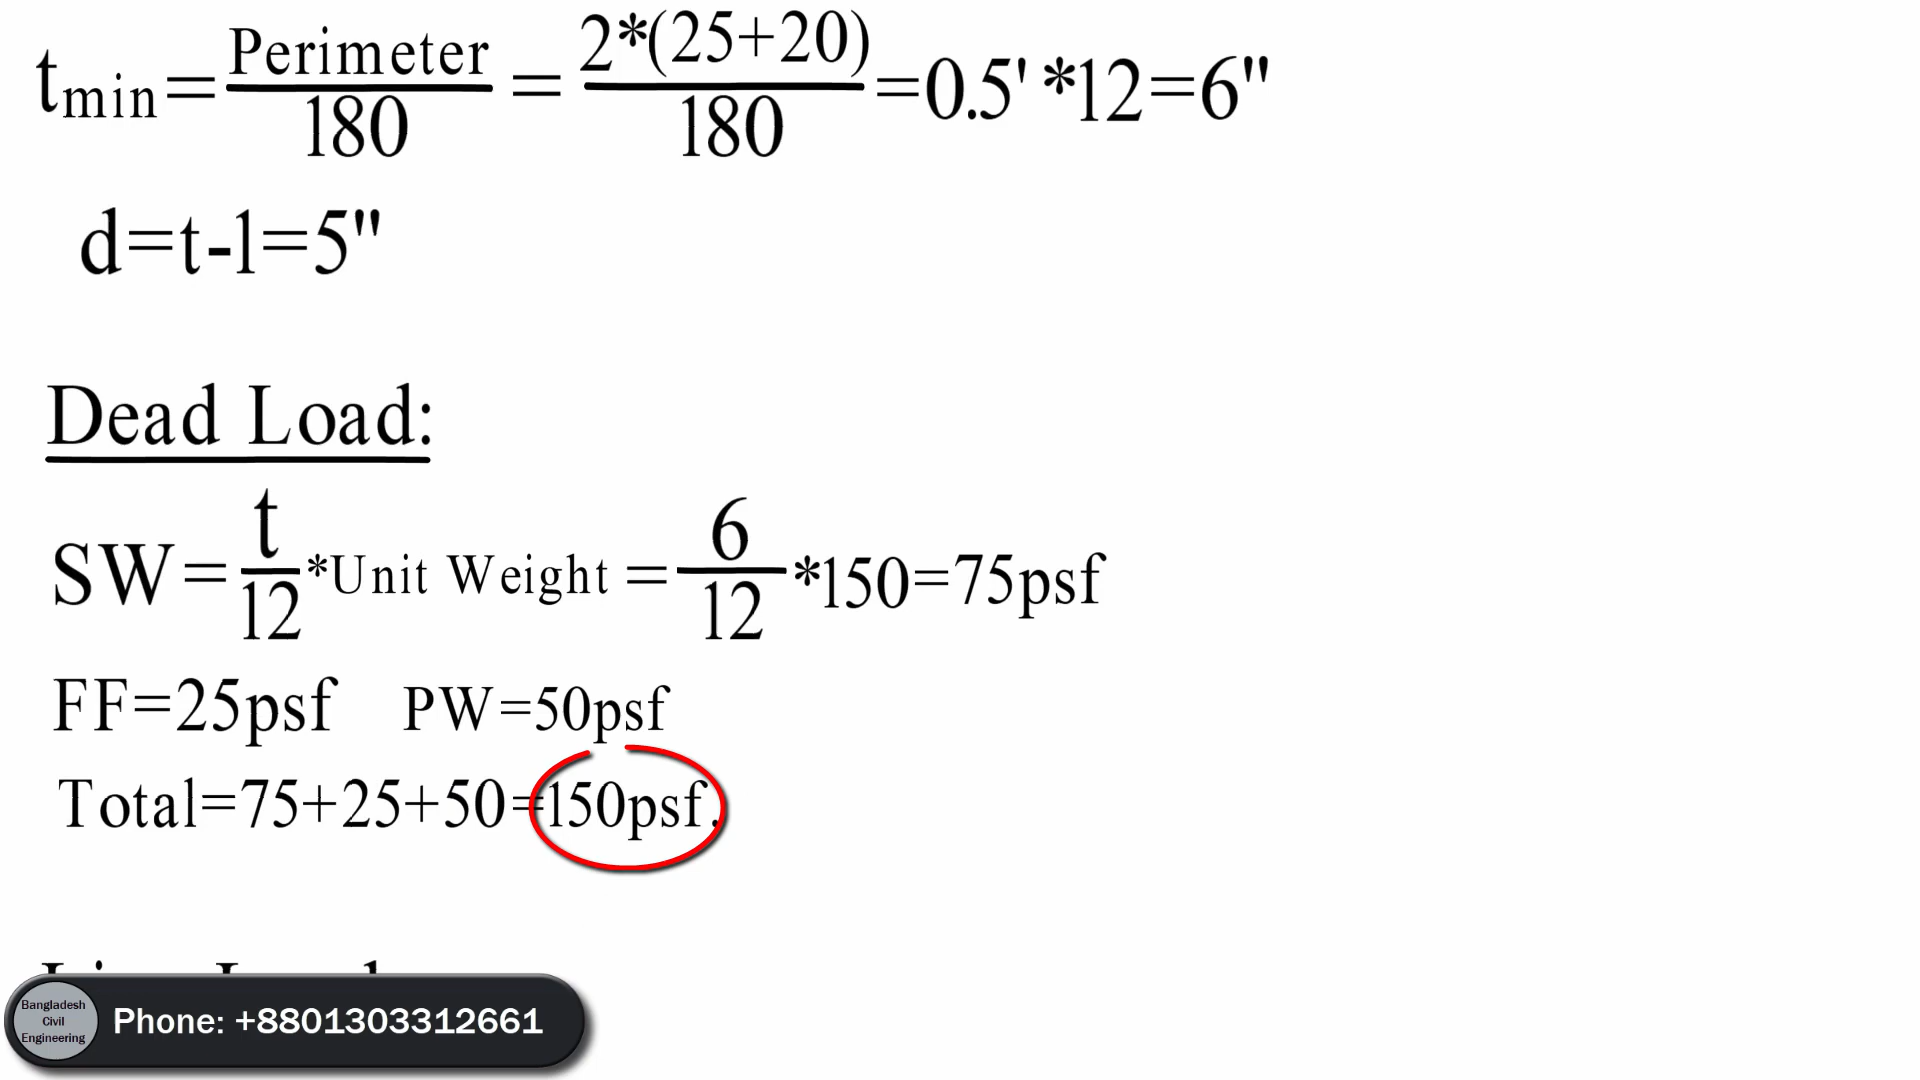 tmin=Perimeter/180=2*(25+20)/180=0.5'*12=6"
d=t-1=5"
Dead Load:
SW=t/12*Unit Weight=6/12*150=75psf
FF=25psf PW=50psf
Total=75+25+50=150psf.
Bangladesh
Civil
Engineering
Phone: +8801303312661